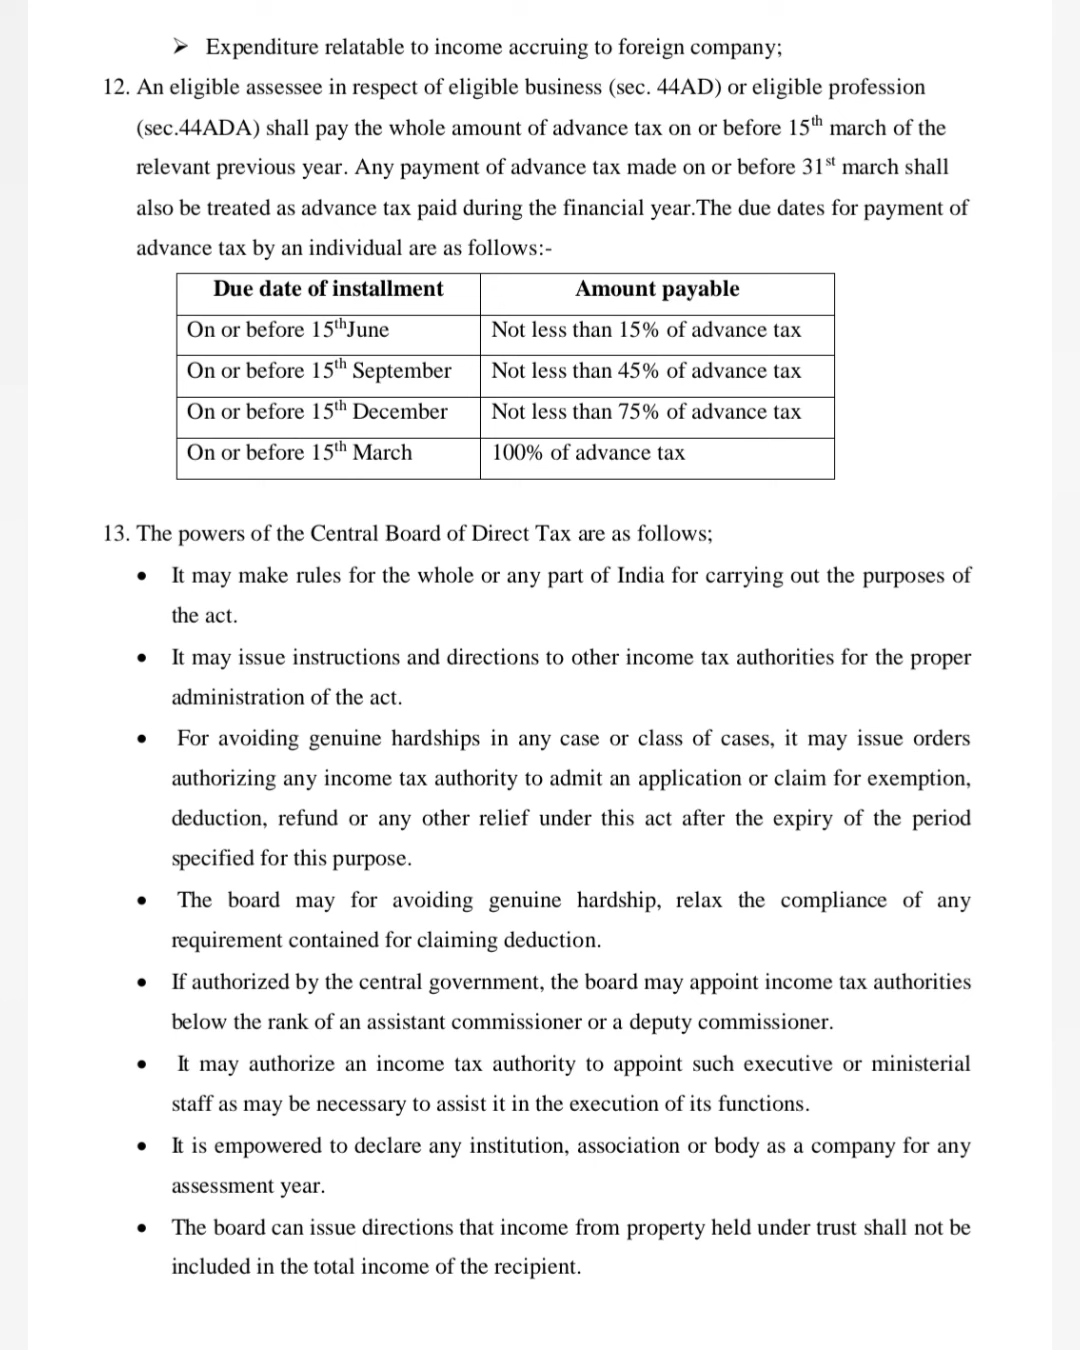 ➢ Expenditure relatable to income accruing to foreign company;
12. An eligible assessee in respect of eligible business (sec. 44AD) or eligible profession
(sec.44ADA) shall pay the whole amount of advance tax on or before 15th march of the
relevant previous year. Any payment of advance tax made on or before 31st march shall
also be treated as advance tax paid during the financial year.The due dates for payment of
advance tax by an individual are as follows:-
Due date of installment Amount payable
On or before 15thJune Not less than 15% of advance tax
On or before 15th September Not less than 45% of advance tax
On or before 15th December Not less than 75% of advance tax
On or before 15th March 100% of advance tax
13. The powers of the Central Board of Direct Tax are as follows;
• It may make rules for the whole or any part of India for carrying out the purposes of
the act.
• It may issue instructions and directions to other income tax authorities for the proper
administration of the act.
• For avoiding genuine hardships in any case or class of cases, it may issue orders
authorizing any income tax authority to admit an application or claim for exemption,
deduction, refund or any other relief under this act after the expiry of the period
specified for this purpose.
• The board may for avoiding genuine hardship, relax the compliance of any
requirement contained for claiming deduction.
• If authorized by the central government, the board may appoint income tax authorities
below the rank of an assistant commissioner or a deputy commissioner.
• It may authorize an income tax authority to appoint such executive or ministerial
staff as may be necessary to assist it in the execution of its functions.
• It is empowered to declare any institution, association or body as a company for any
assessment year.
• The board can issue directions that income from property held under trust shall not be
included in the total income of the recipient.